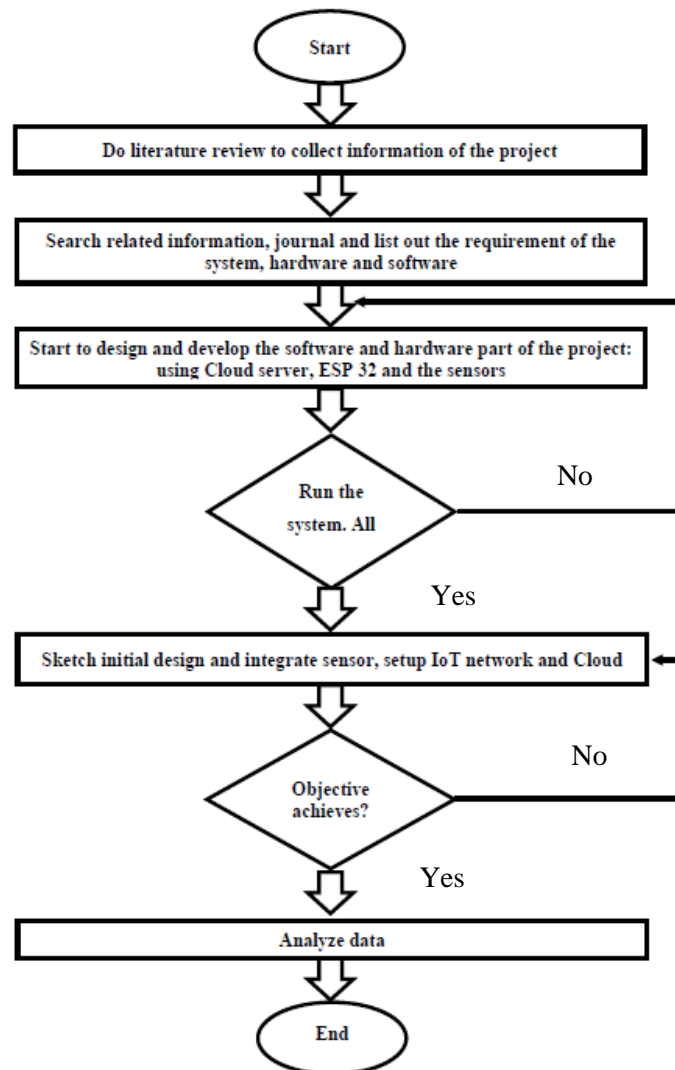 Start
Do literature review to collect information of the project
Search related information, journal and list out the requirement of the
system, hardware and software
Start to design and develop the software and hardware part of the project:
using Cloud server, ESP 32 and the sensors
Run the
system. All
No
Yes
Sketch initial design and integrate sensor, setup IoT network and Cloud
Objective
achieves?
No
Yes
Analyze data
End